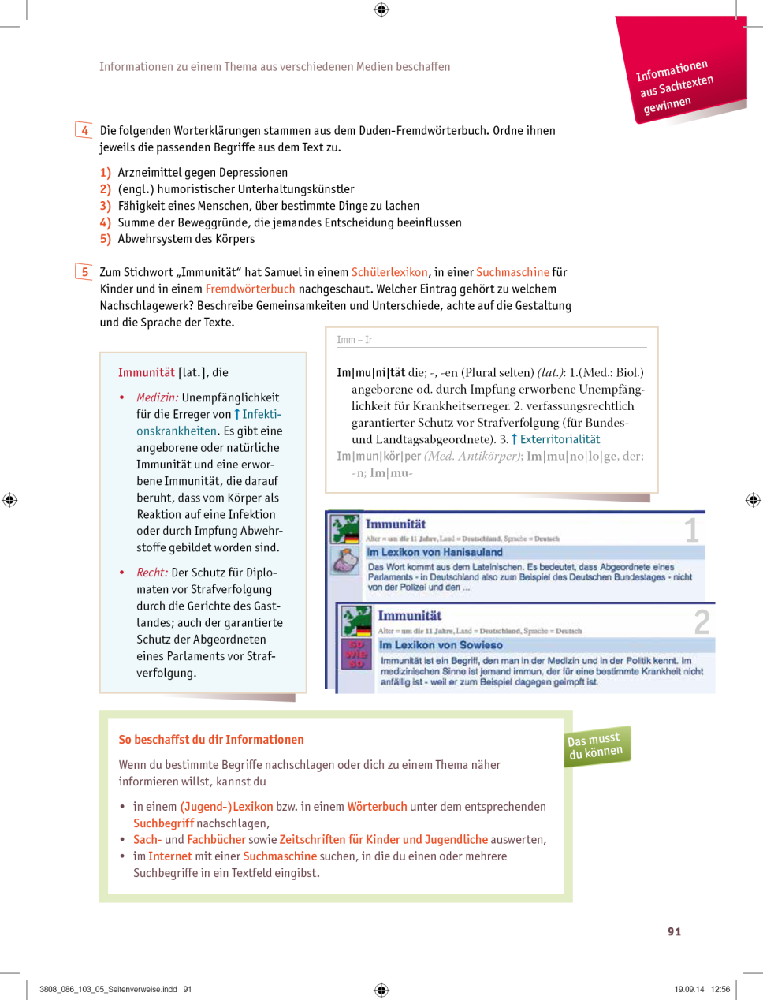 Informationen zu einem Thema aus verschiedenen Medien beschaffen
Informationen
aus Sachtexten
gewinnen
4 Die folgenden Worterklärungen stammen aus dem Duden-Fremdwörterbuch. Ordne ihnen
jeweils die passenden Begriffe aus dem Text zu.
1) Arzneimittel gegen Depressionen
2) (engl.) humoristischer Unterhaltungskünstler
3) Fähigkeit eines Menschen, über bestimmte Dinge zu lachen
4) Summe der Beweggründe, die jemandes Entscheidung beeinflussen
5) Abwehrsystem des Körpers
5 Zum Stichwort „Immunität“ hat Samuel in einem Schülerlexikon, in einer Suchmaschine für
Kinder und in einem Fremdwörterbuch nachgeschaut. Welcher Eintrag gehört zu welchem
Nachschlagewerk? Beschreibe Gemeinsamkeiten und Unterschiede, achte auf die Gestaltung
und die Sprache der Texte.
Immunität [lat.], die
• Medizin: Unempfänglichkeit
für die Erreger von ↑ Infekti-
onskrankheiten. Es gibt eine
angeborene oder natürliche
Immunität und eine erwor-
bene Immunität, die darauf
beruht, dass vom Körper als
Reaktion auf eine Infektion
oder durch Impfung Abwehr-
stoffe gebildet worden sind.
• Recht: Der Schutz für Diplo-
maten vor Strafverfolgung
durch die Gerichte des Gast-
landes; auch der garantierte
Schutz der Abgeordneten
eines Parlaments vor Straf-
verfolgung.
Imm – Ir
Im|mu|ni|tät die; -, -en (Plural selten) (lat.): 1.(Med.: Biol.)
angeborene od. durch Impfung erworbene Unempfäng-
lichkeit für Krankheitserreger. 2. verfassungsrechtlich
garantierter Schutz vor Strafverfolgung (für Bundes-
und Landtagsabgeordnete). 3. ↑ Exterritorialität
Im|mun|kör|per (Med. Antikörper); Im|mu|no|lo|ge, der;
-n; Im|mu-
Immunität 1
Alter = um die 11 Jahre, Land = Deutschland, Sprache = Deutsch
Im Lexikon von Hanisauland
Das Wort kommt aus dem Lateinischen. Es bedeutet, dass Abgeordnete eines
Parlaments - in Deutschland also zum Beispiel des Deutschen Bundestages - nicht
von der Polizei und den ...
Immunität 2
Alter = um die 11 Jahre, Land = Deutschland, Sprache = Deutsch
so
wie
so
Im Lexikon von Sowieso
Immunität ist ein Begriff, den man in der Medizin und in der Politik kennt. Im
medizinischen Sinne ist jemand immun, der für eine bestimmte Krankheit nicht
anfällig ist - weil er zum Beispiel dagegen geimpft ist.
So beschaffst du dir Informationen
Das musst
du können
Wenn du bestimmte Begriffe nachschlagen oder dich zu einem Thema näher
informieren willst, kannst du
• in einem (Jugend-)Lexikon bzw. in einem Wörterbuch unter dem entsprechenden
Suchbegriff nachschlagen,
• Sach- und Fachbücher sowie Zeitschriften für Kinder und Jugendliche auswerten,
• im Internet mit einer Suchmaschine suchen, in die du einen oder mehrere
Suchbegriffe in ein Textfeld eingibst.
91
3808_086_103_05_Seitenverweise.indd 91
19.09.14 12:56